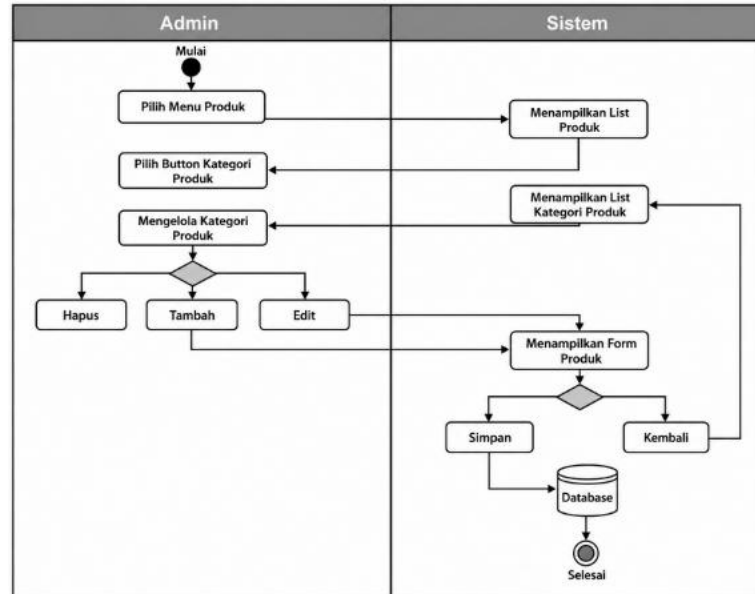 Admin
Sistem
Mulai
Pilih Menu Produk
Menampilkan List
Produk
Pilih Button Kategori
Produk
Menampilkan List
Kategori Produk
Mengelola Kategori
Produk
Hapus
Tambah
Edit
Menampilkan Form
Produk
Simpan
Kembali
Database
Selesai